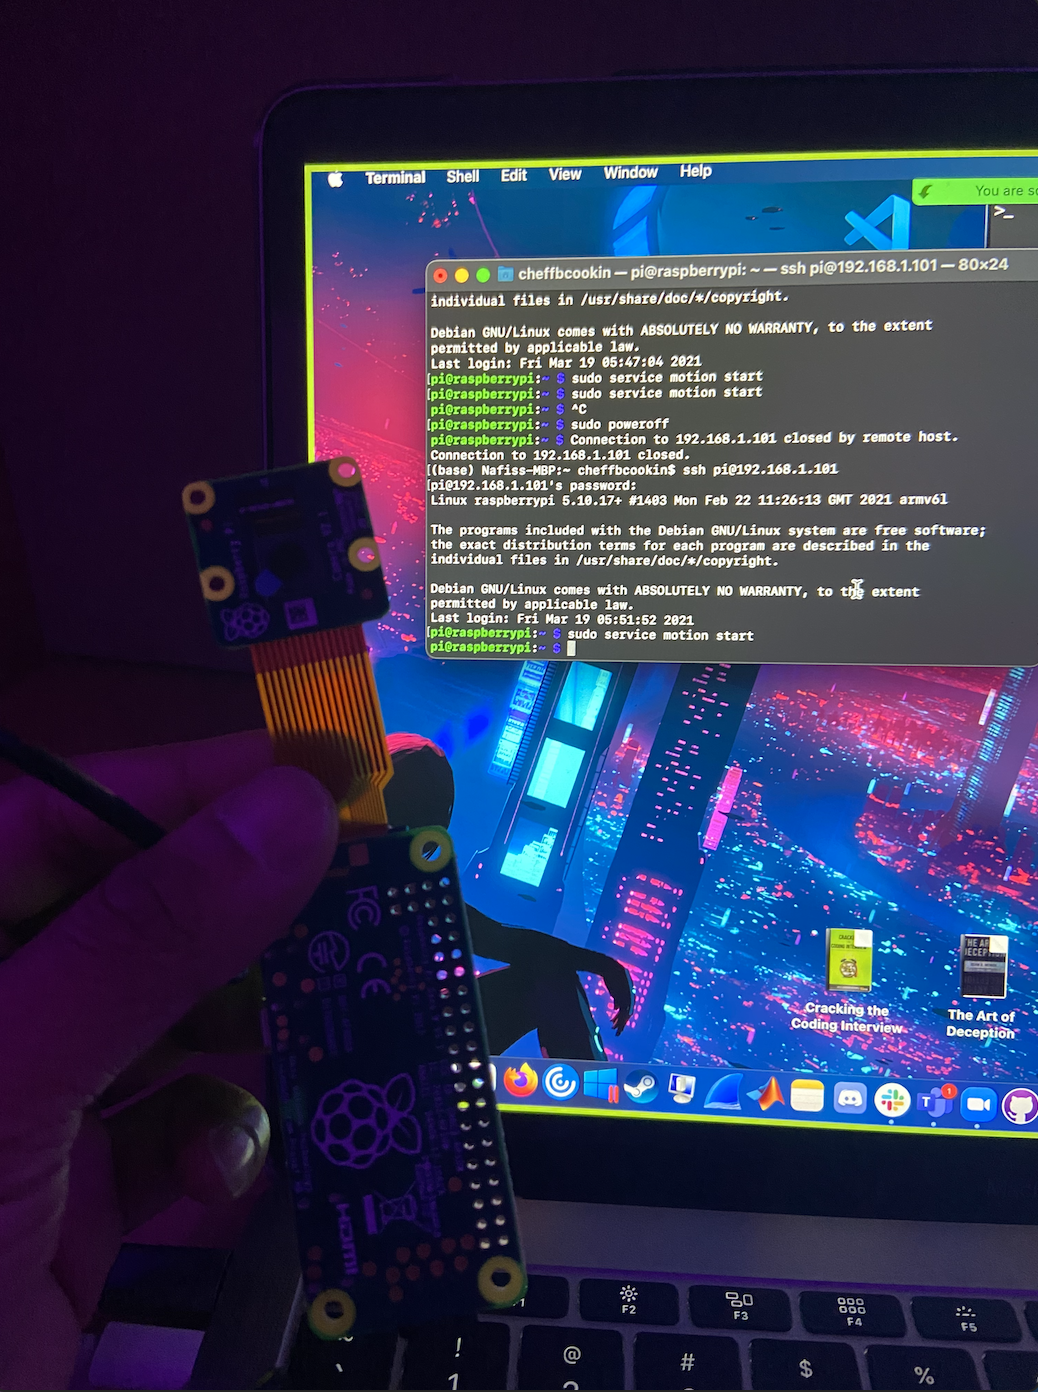 Terminal Shell Edit View Window Help
You are sc
>_
cheffbcookin — pi@raspberrypi: ~ — ssh pi@192.168.1.101 — 80×24
individual files in /usr/share/doc/*/copyright.
Debian GNU/Linux comes with ABSOLUTELY NO WARRANTY, to the extent
permitted by applicable law.
Last login: Fri Mar 19 05:47:04 2021
[pi@raspberrypi:~ $ sudo service motion start
[pi@raspberrypi:~ $ sudo service motion start
pi@raspberrypi:~ $ ^C
[pi@raspberrypi:~ $ sudo poweroff
pi@raspberrypi:~ $ Connection to 192.168.1.101 closed by remote host.
Connection to 192.168.1.101 closed.
[(base) Nafiss-MBP:~ cheffbcookin$ ssh pi@192.168.1.101
[pi@192.168.1.101's password:
Linux raspberrypi 5.10.17+ #1403 Mon Feb 22 11:26:13 GMT 2021 armv6l
The programs included with the Debian GNU/Linux system are free software;
the exact distribution terms for each program are described in the
individual files in /usr/share/doc/*/copyright.
Debian GNU/Linux comes with ABSOLUTELY NO WARRANTY, to the extent
permitted by applicable law.
Last login: Fri Mar 19 05:51:52 2021
[pi@raspberrypi:~ $ sudo service motion start
pi@raspberrypi:~ $
Raspberry Pi
FC
CE
HDMI
Cracking the
Coding Interview
The Art of
Deception
T
1
F2
F3
F4
F5
!
1
@
#
$
%